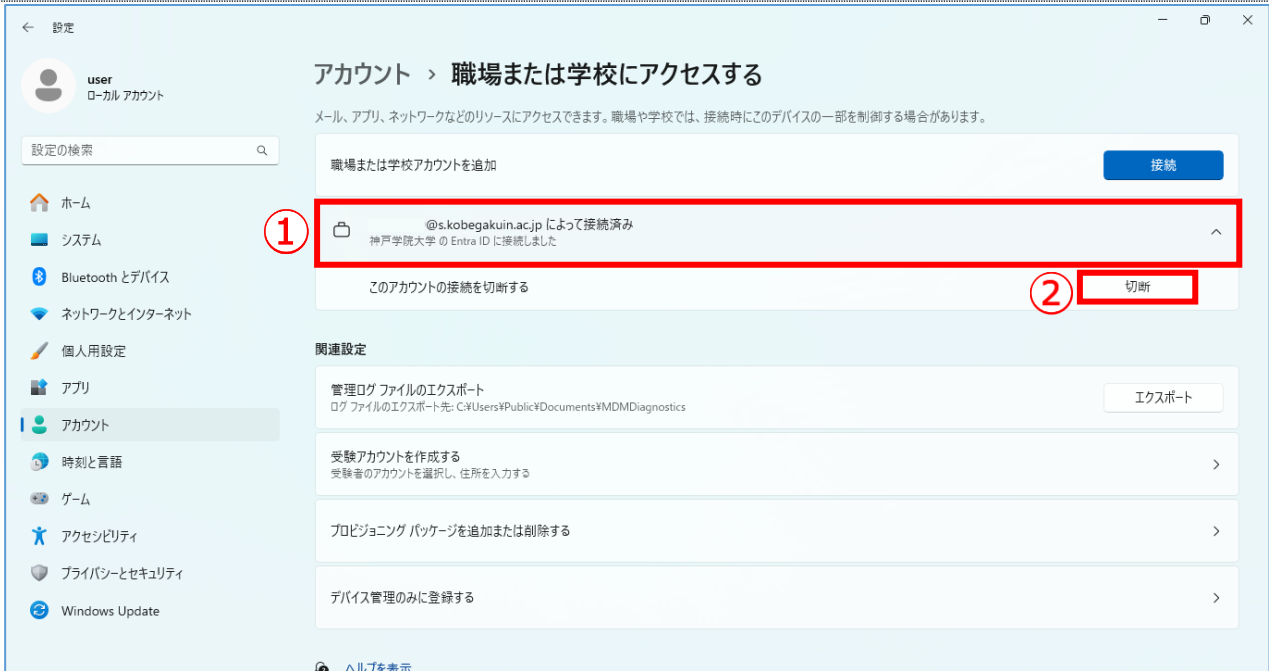 設定
user
ローカル アカウント
設定の検索
ホーム
システム
Bluetooth とデバイス
ネットワークとインターネット
個人用設定
アプリ
アカウント
時刻と言語
ゲーム
アクセシビリティ
プライバシーとセキュリティ
Windows Update
アカウント › 職場または学校にアクセスする
メール、アプリ、ネットワークなどのリソースにアクセスできます。職場や学校では、接続時にこのデバイスの一部を制御する場合があります。
職場または学校アカウントを追加
接続
①
@s.kobegakuin.ac.jp によって接続済み
神戸学院大学 の Entra ID に接続しました
このアカウントの接続を切断する
②
切断
関連設定
管理ログ ファイルのエクスポート
ログ ファイルのエクスポート先: C:¥Users¥Public¥Documents¥MDMDiagnostics
エクスポート
受験アカウントを作成する
受験者のアカウントを選択し、住所を入力する
プロビジョニング パッケージを追加または削除する
デバイス管理のみに登録する
ヘルプを表示